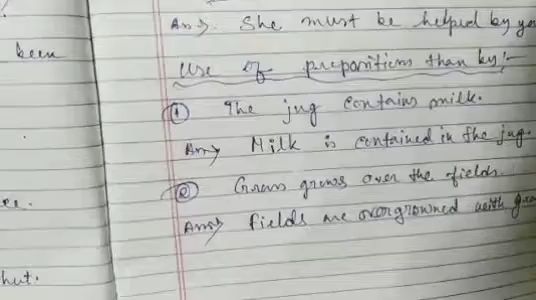 been
ee.
hut.
Ans. She must be helped by
Use of prepositions than by:-
① The jug contains milk.
Ans Milk is contained in the jug.
② Grass grows over the fields.
Ans Fields are overgrowned with